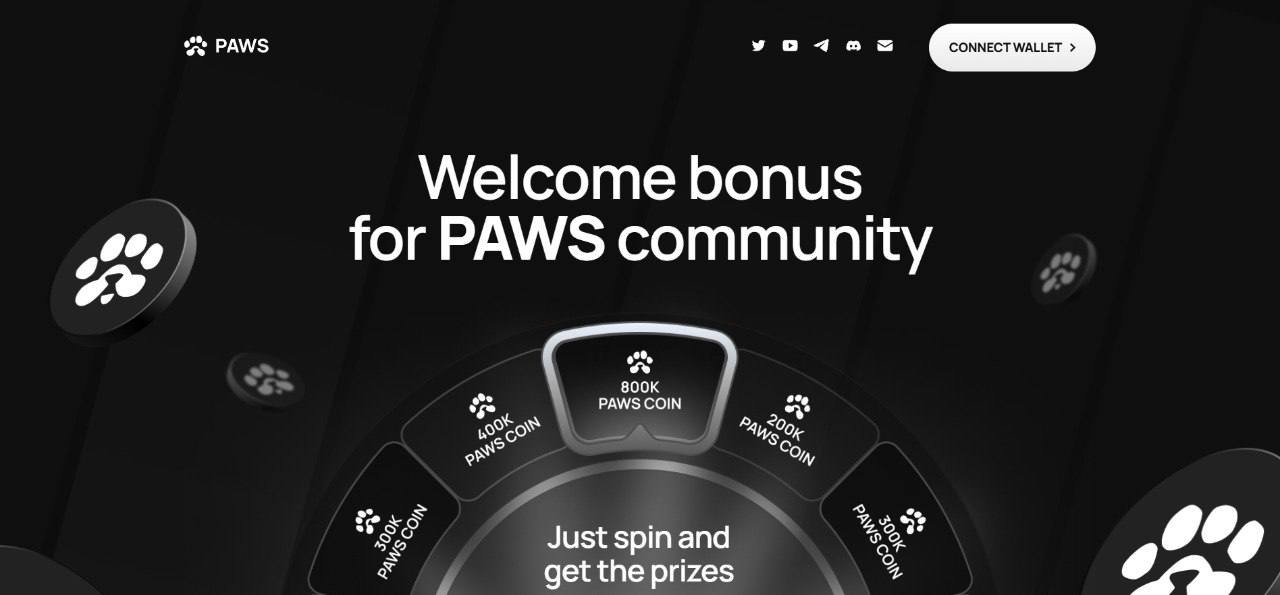 PAWS
CONNECT WALLET
Welcome bonus
for PAWS community
800K
PAWS COIN
400K
PAWS COIN
200K
PAWS COIN
300K
PAWS COIN
300K
PAWS COIN
Just spin and
get the prizes